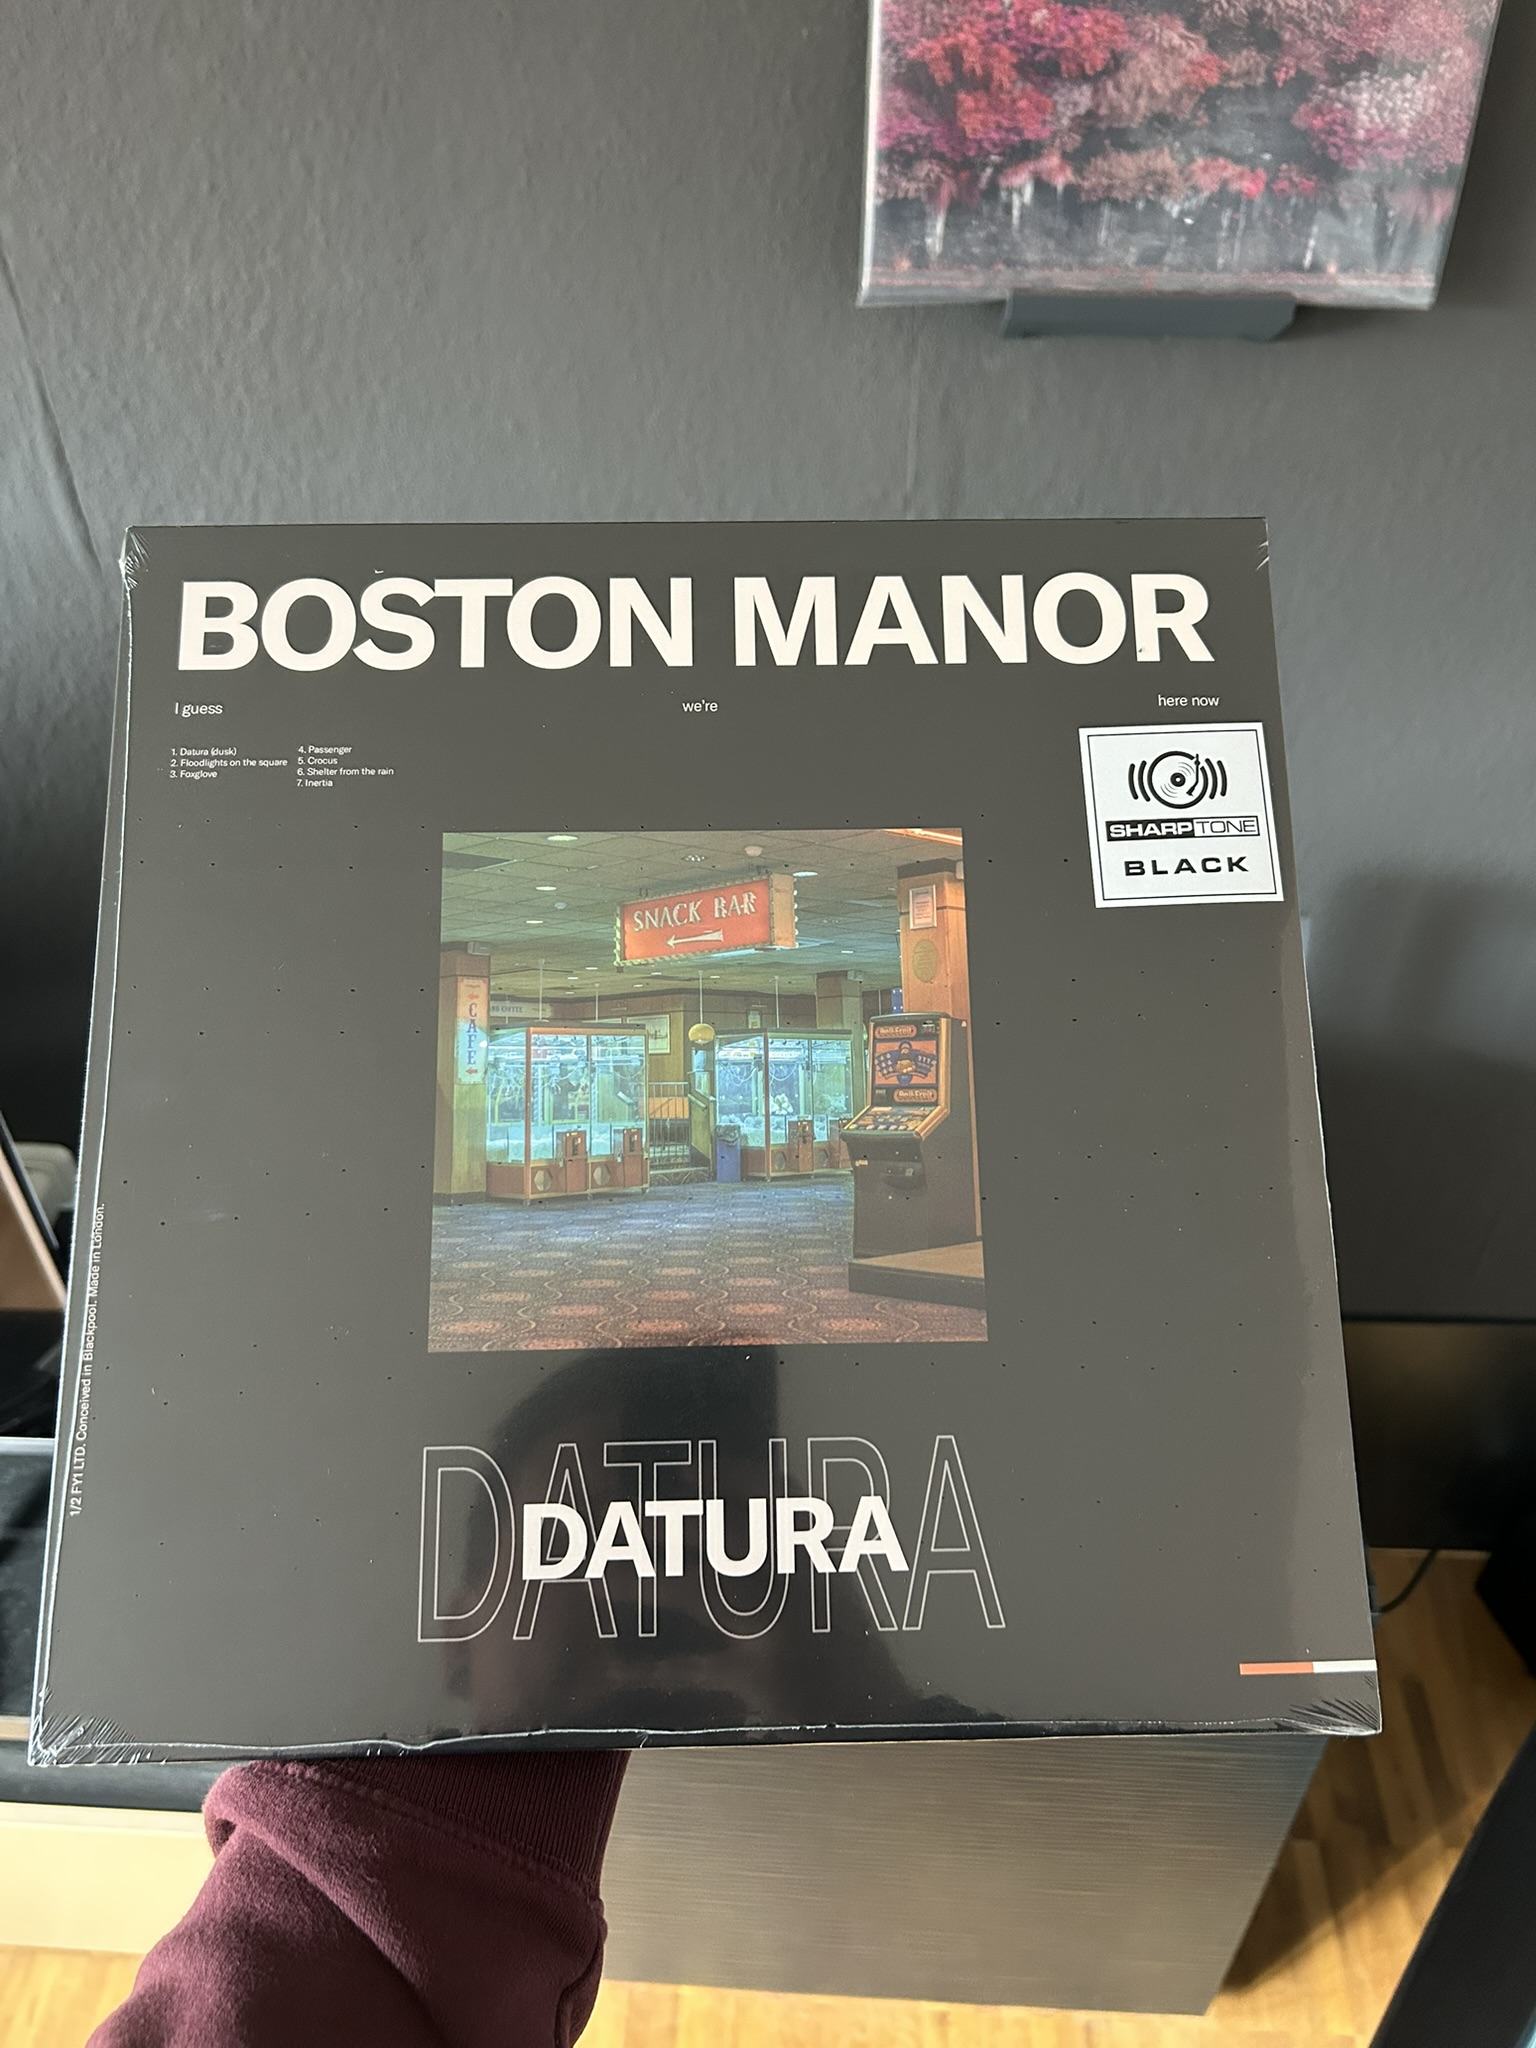 BOSTON MANOR
I guess we're here now
1. Datura (dusk)
2. Floodlights on the square
3. Foxglove
4. Passenger
5. Crocus
6. Shelter from the rain
7. Inertia
SHARPTONE
BLACK
SNACK BAR
CAFE
DATURA
DATURA
1/2 FY1 LTD. Conceived in Blackpool. Made in London.